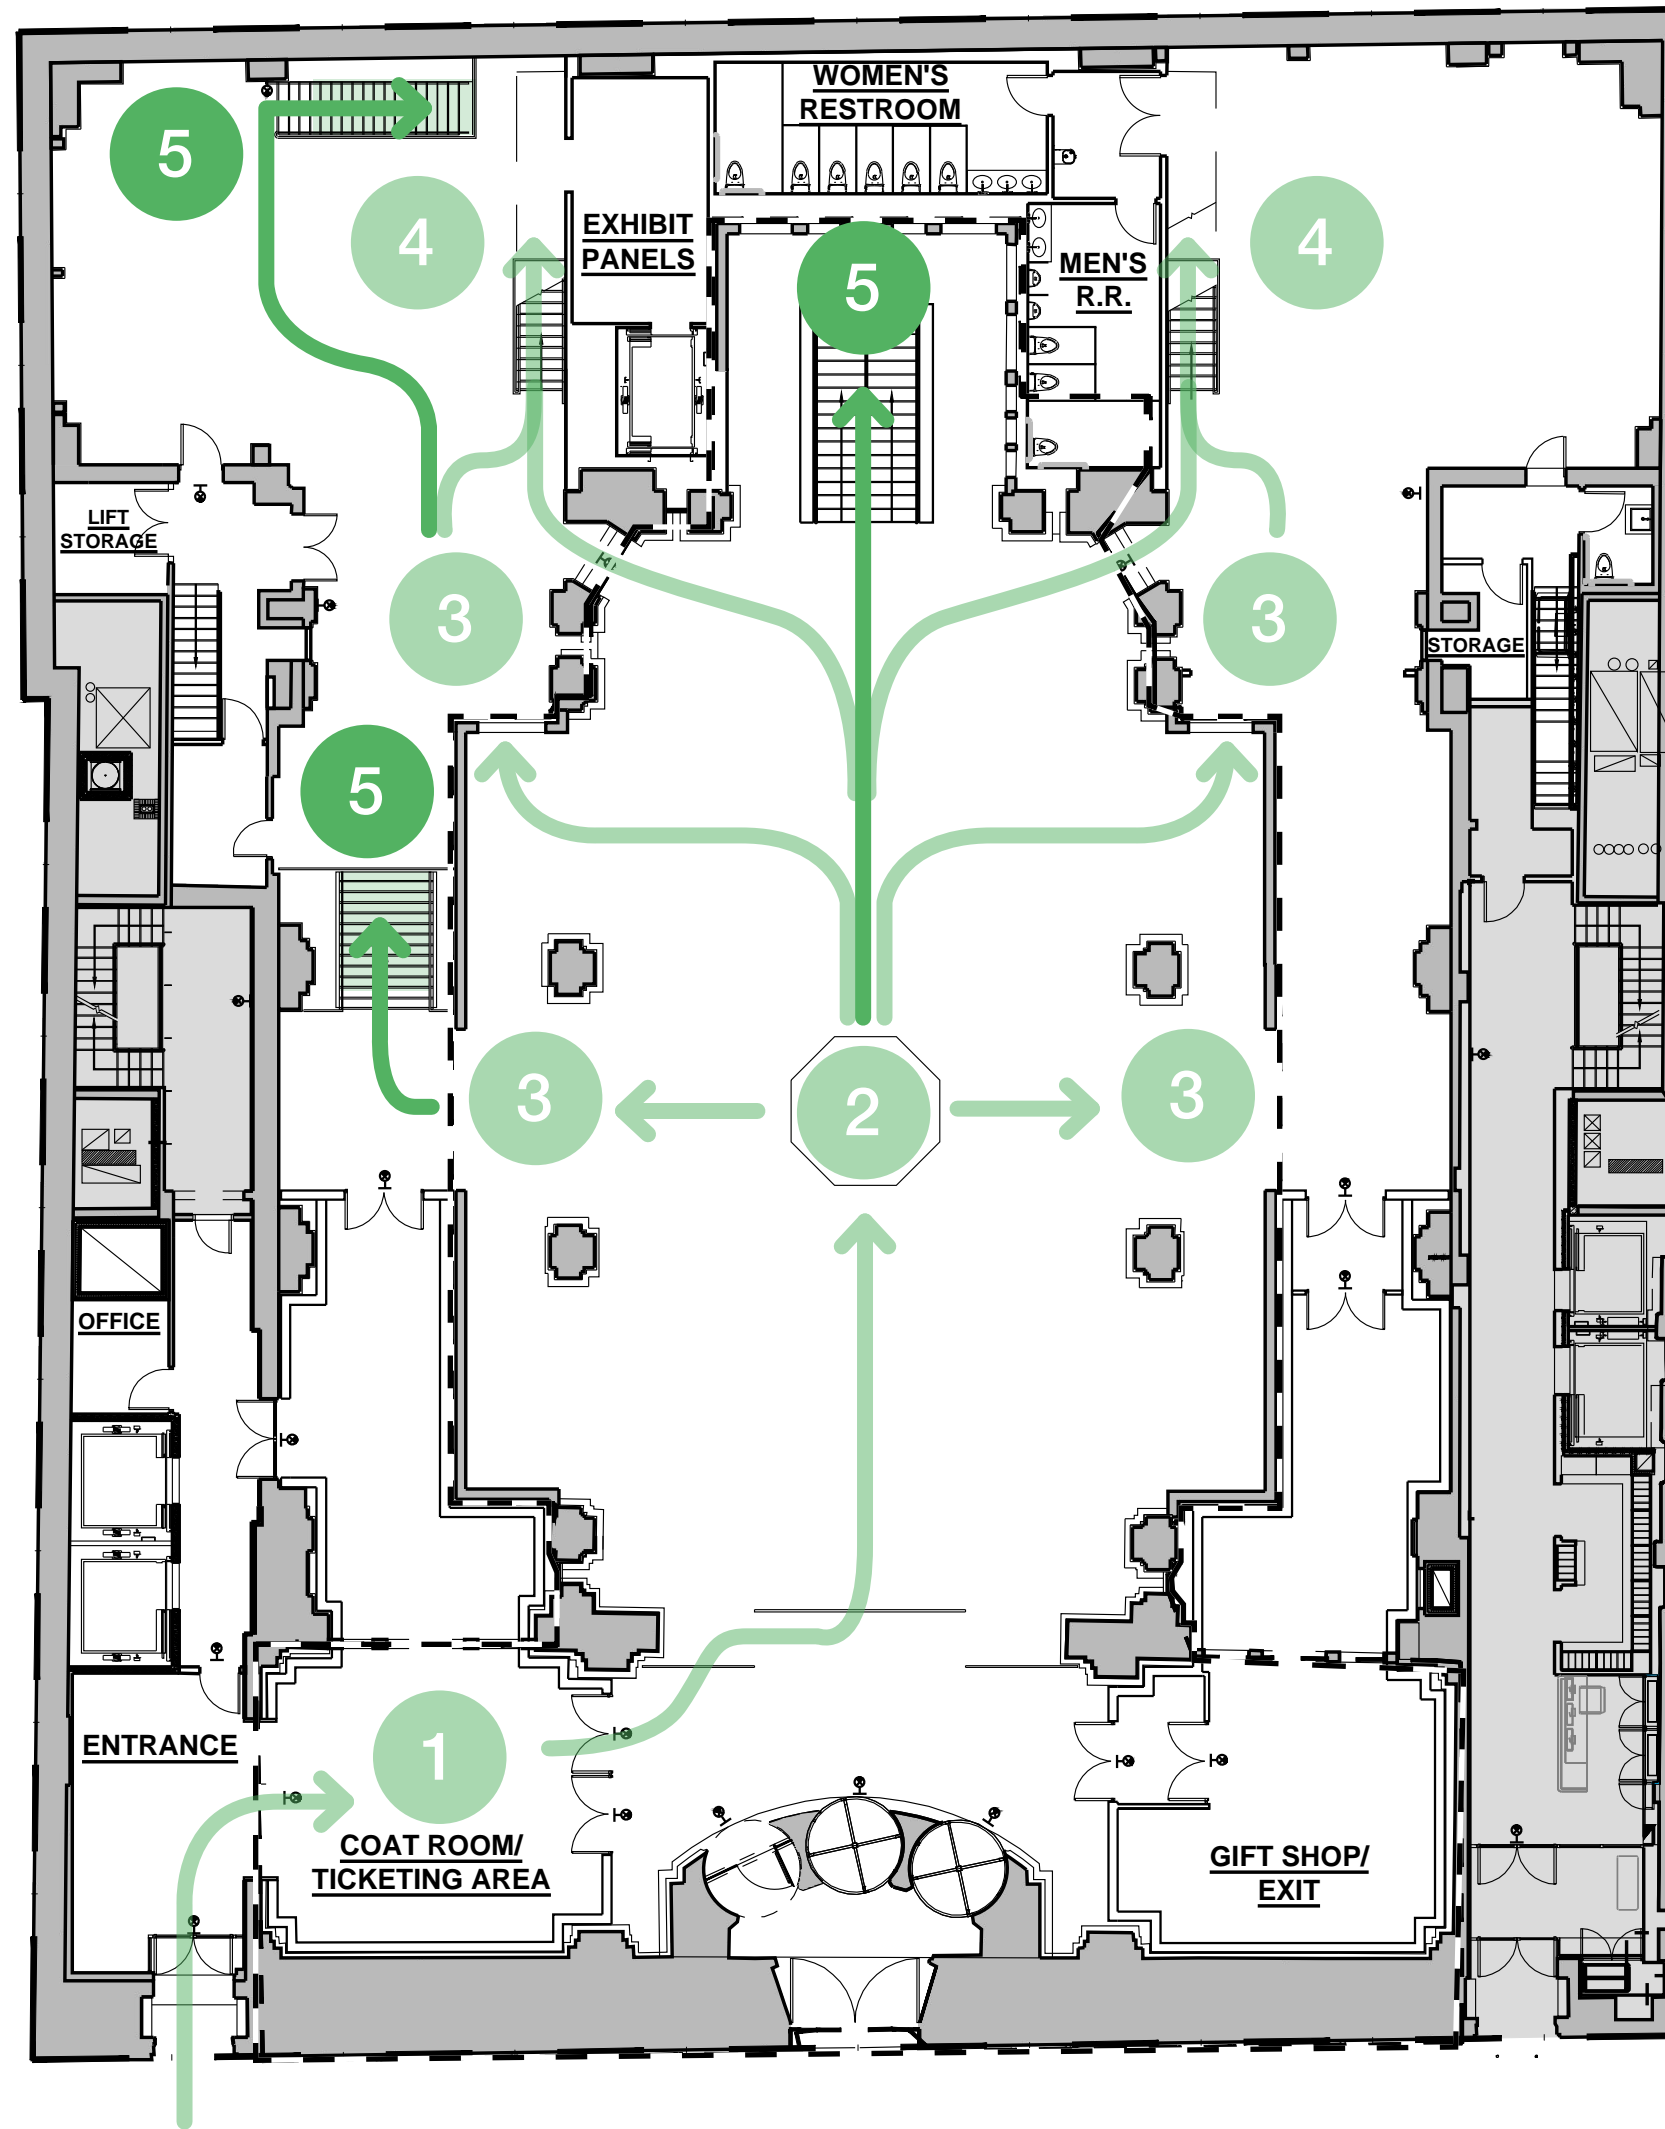 WOMEN'S
RESTROOM
5
4
EXHIBIT
PANELS
5
MEN'S
R.R.
4
LIFT
STORAGE
3
3
STORAGE
5
3
2
3
OFFICE
ENTRANCE
1
COAT ROOM/
TICKETING AREA
GIFT SHOP/
EXIT